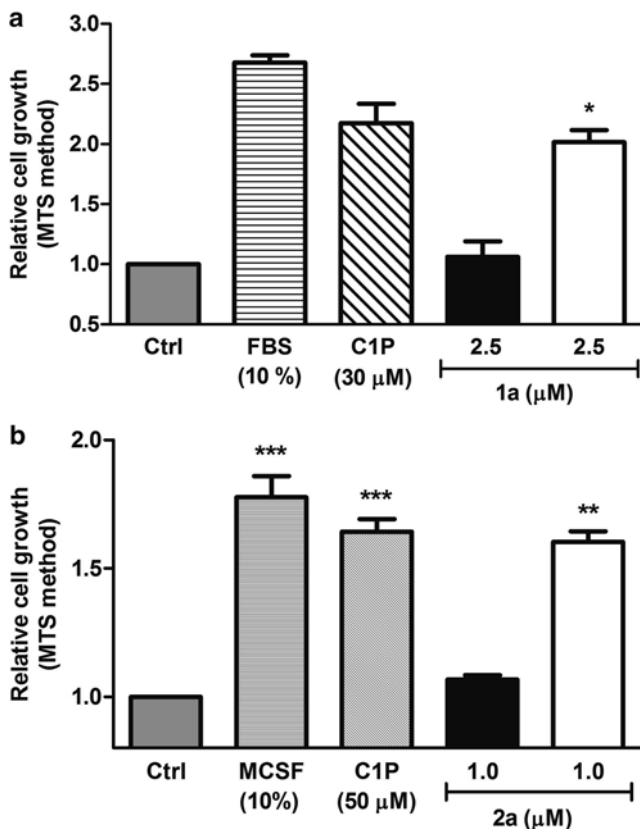 a
Relative cell growth
(MTS method)
3.0
2.5
2.0
1.5
1.0
0.5
*
Ctrl FBS C1P 2.5 2.5
(10 %) (30 μM)
1a (μM)
b
Relative cell growth
(MTS method)
2.0
1.5
1.0
*** *** **
Ctrl MCSF C1P 1.0 1.0
(10%) (50 μM)
2a (μM)